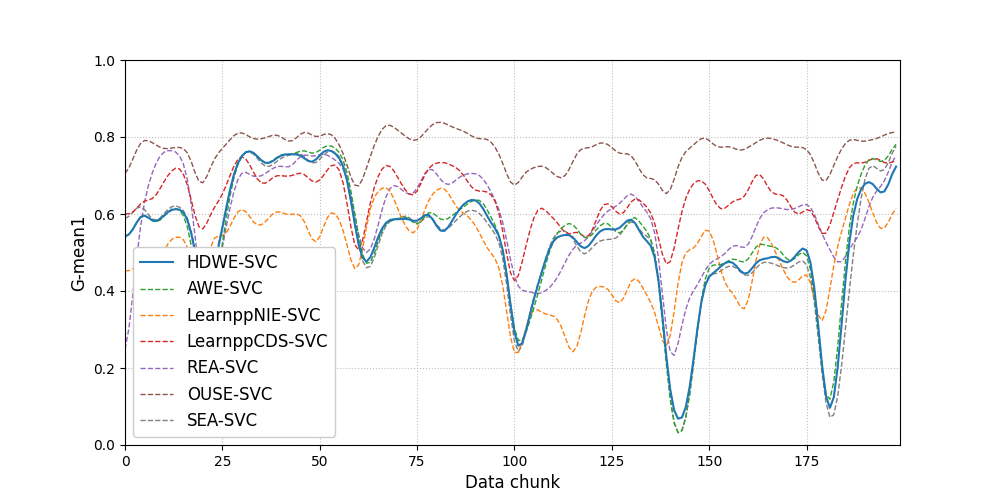 1.0
0.8
0.6
0.4
0.2
0.0
G-mean1
HDWE-SVC
AWE-SVC
LearnppNIE-SVC
LearnppCDS-SVC
REA-SVC
OUSE-SVC
SEA-SVC
0 25 50 75 100 125 150 175
Data chunk